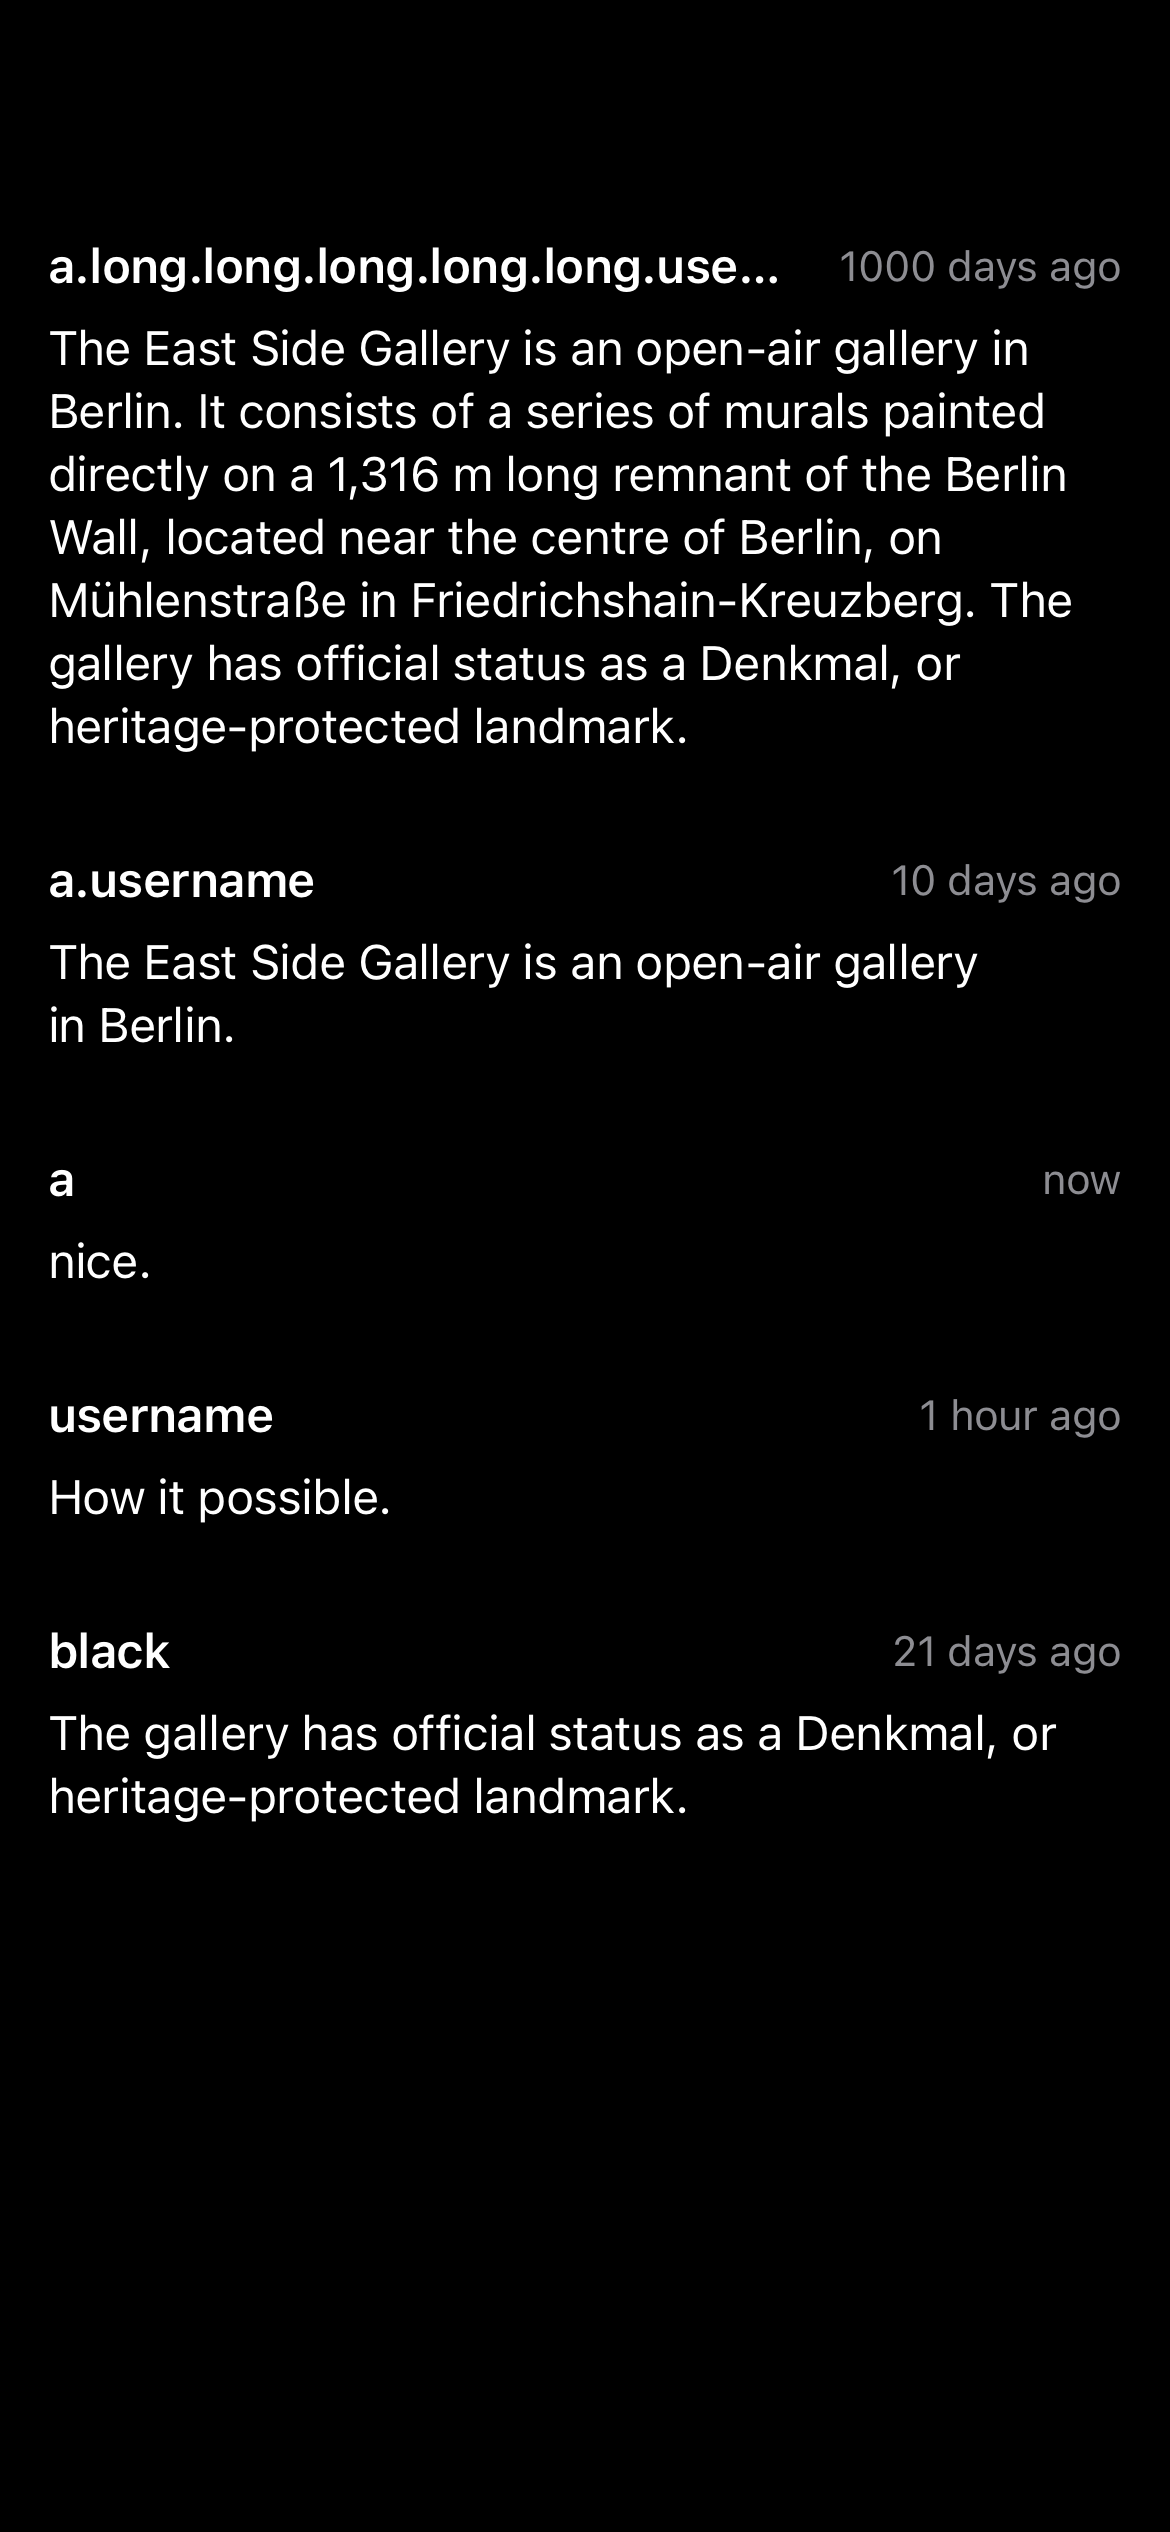 a.long.long.long.long.long.use...
1000 days ago
The East Side Gallery is an open-air gallery in
Berlin. It consists of a series of murals painted
directly on a 1,316 m long remnant of the Berlin
Wall, located near the centre of Berlin, on
Mühlenstraße in Friedrichshain-Kreuzberg. The
gallery has official status as a Denkmal, or
heritage-protected landmark.
a.username
10 days ago
The East Side Gallery is an open-air gallery
in Berlin.
a
now
nice.
username
1 hour ago
How it possible.
black
21 days ago
The gallery has official status as a Denkmal, or
heritage-protected landmark.